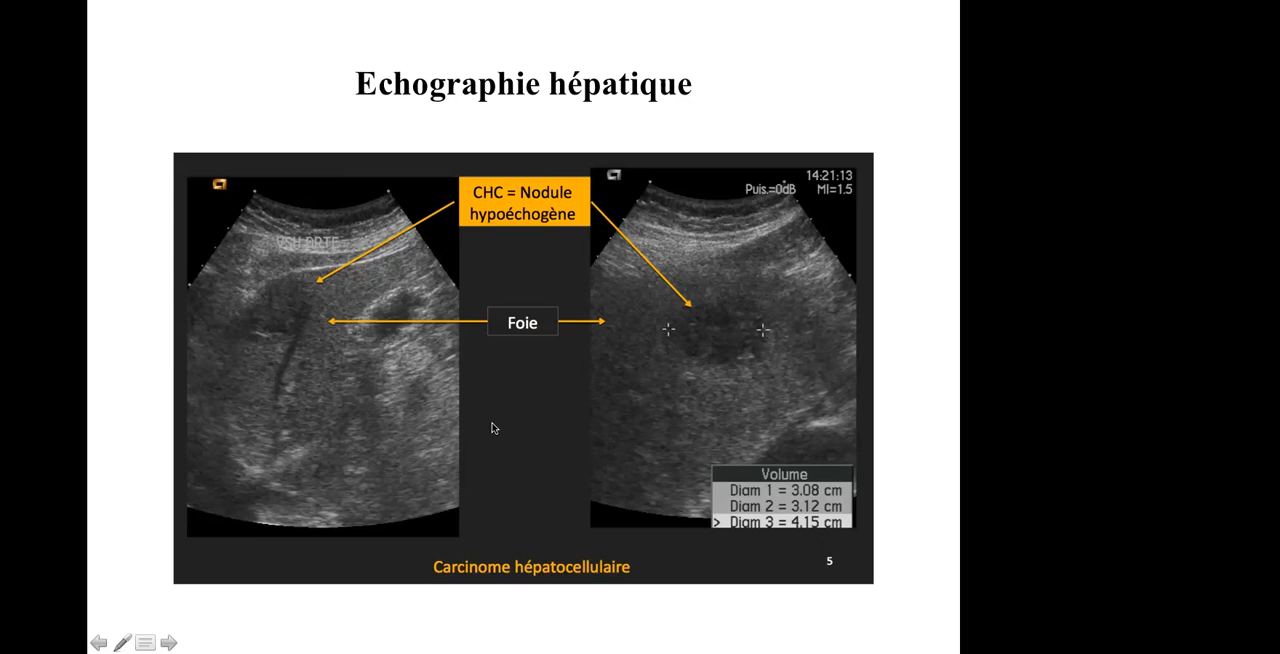 Echographie hépatique
CHC = Nodule
hypoéchogène
14:21:13
Puis.=0dB MI=1.5
Foie
Volume
Diam 1 = 3.08 cm
Diam 2 = 3.12 cm
> Diam 3 = 4.15 cm
Carcinome hépatocellulaire
5